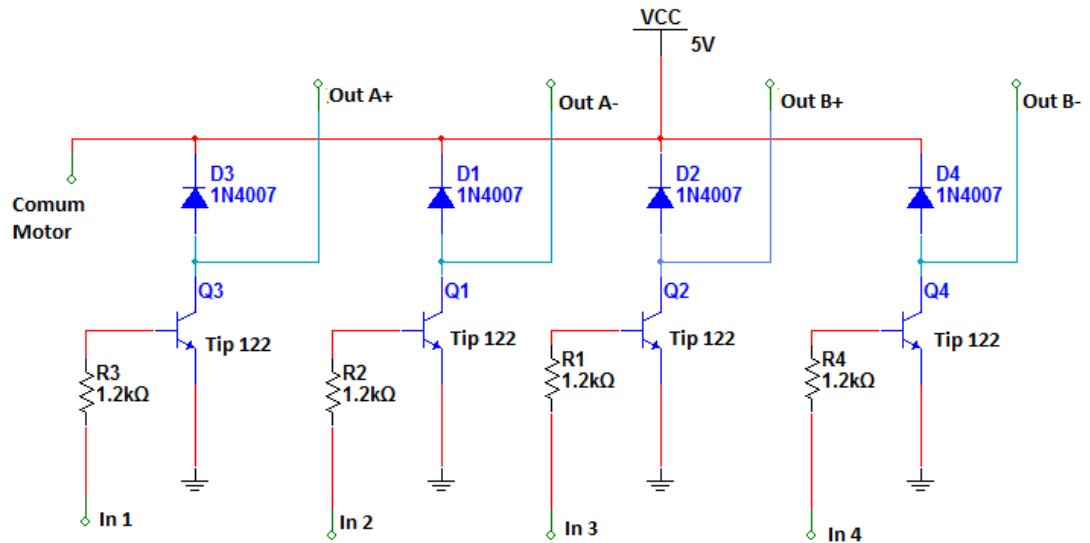 VCC
5V
Out A+
Out A-
Out B+
Out B-
D3
1N4007
D1
1N4007
D2
1N4007
D4
1N4007
Comum
Motor
Q3
Q1
Q2
Q4
Tip 122
Tip 122
Tip 122
Tip 122
R3
1.2kΩ
R2
1.2kΩ
R1
1.2kΩ
R4
1.2kΩ
In 1
In 2
In 3
In 4